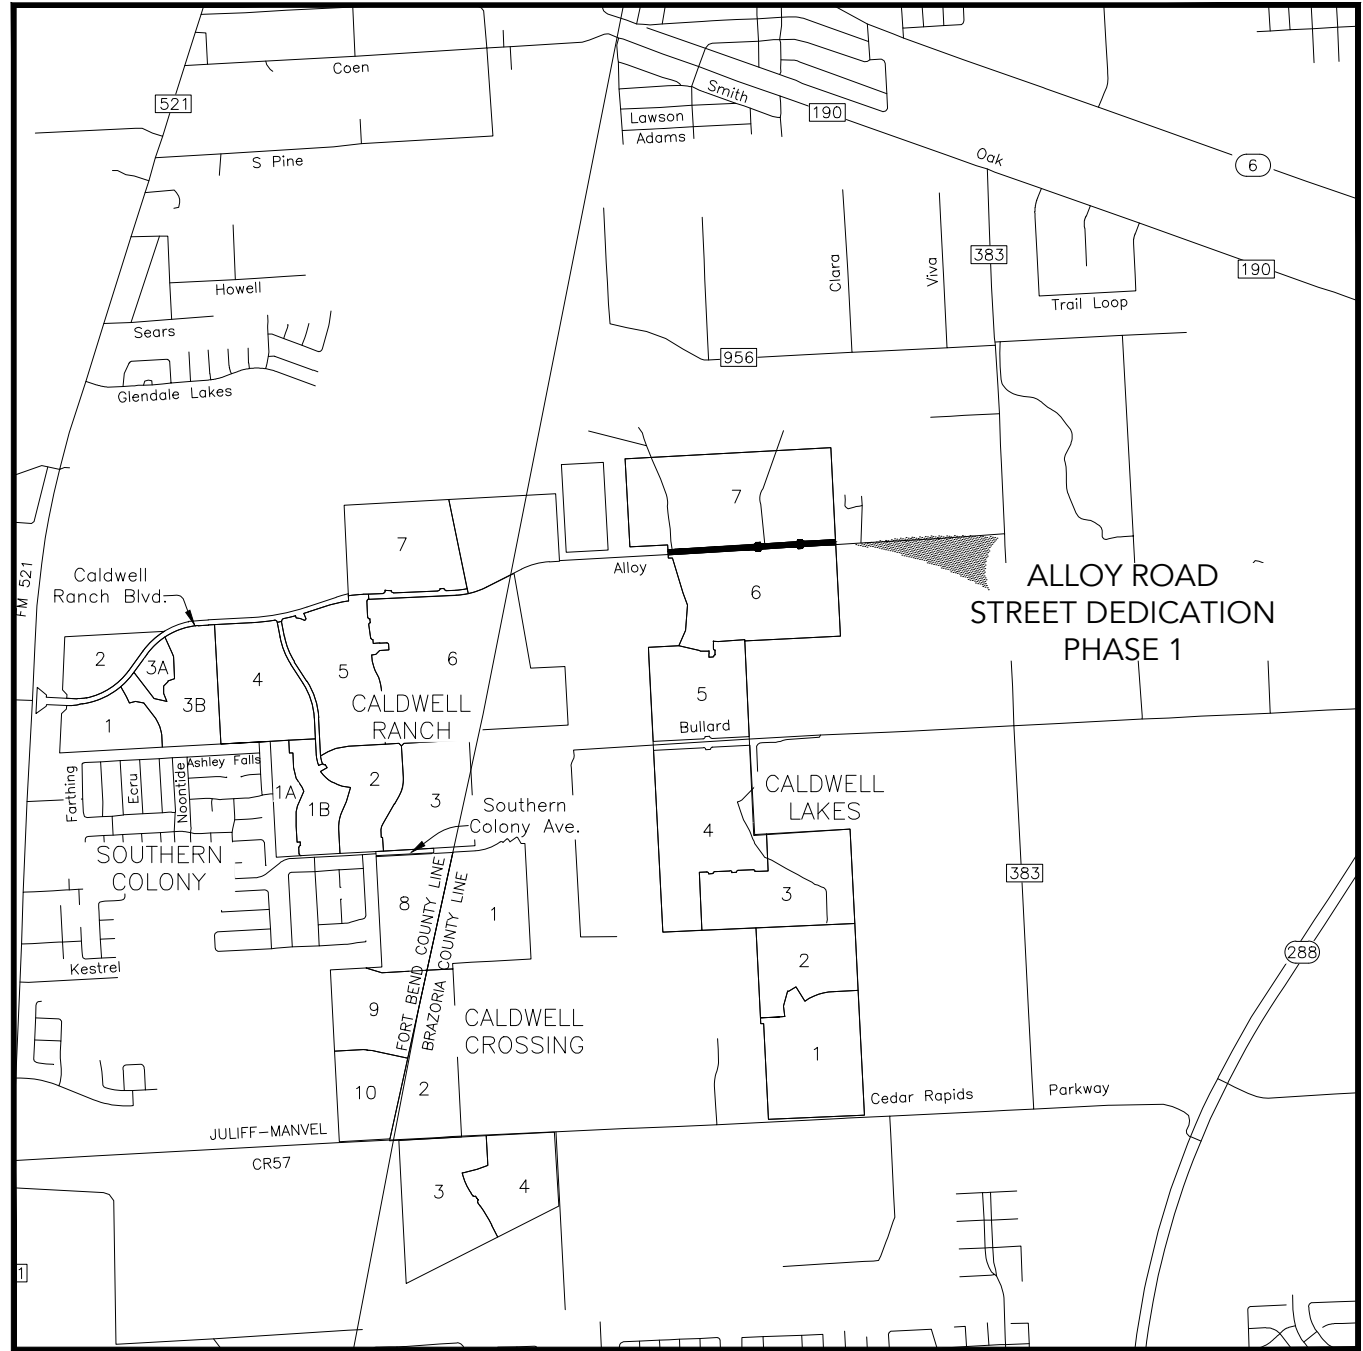 Coen
521
Smith
190
Lawson
Adams
S Pine
Oak
6
Clara
Viva
383
190
Howell
Trail Loop
Sears
956
Glendale Lakes
7
7
Alloy
FM 521
Caldwell
Ranch Blvd.
ALLOY ROAD
STREET DEDICATION
PHASE 1
6
2
3A
3B
4
5
6
1
CALDWELL
RANCH
5
Bullard
Ashley Falls
Farthing
Ecru
Noontide
1A
1B
2
3
Southern
Colony Ave.
CALDWELL
LAKES
4
SOUTHERN
COLONY
383
3
8
1
FORT BEND COUNTY LINE
BRAZORIA COUNTY LINE
288
Kestrel
2
9
CALDWELL
CROSSING
1
10
2
Cedar Rapids
Parkway
JULIFF-MANVEL
CR57
3
4
1